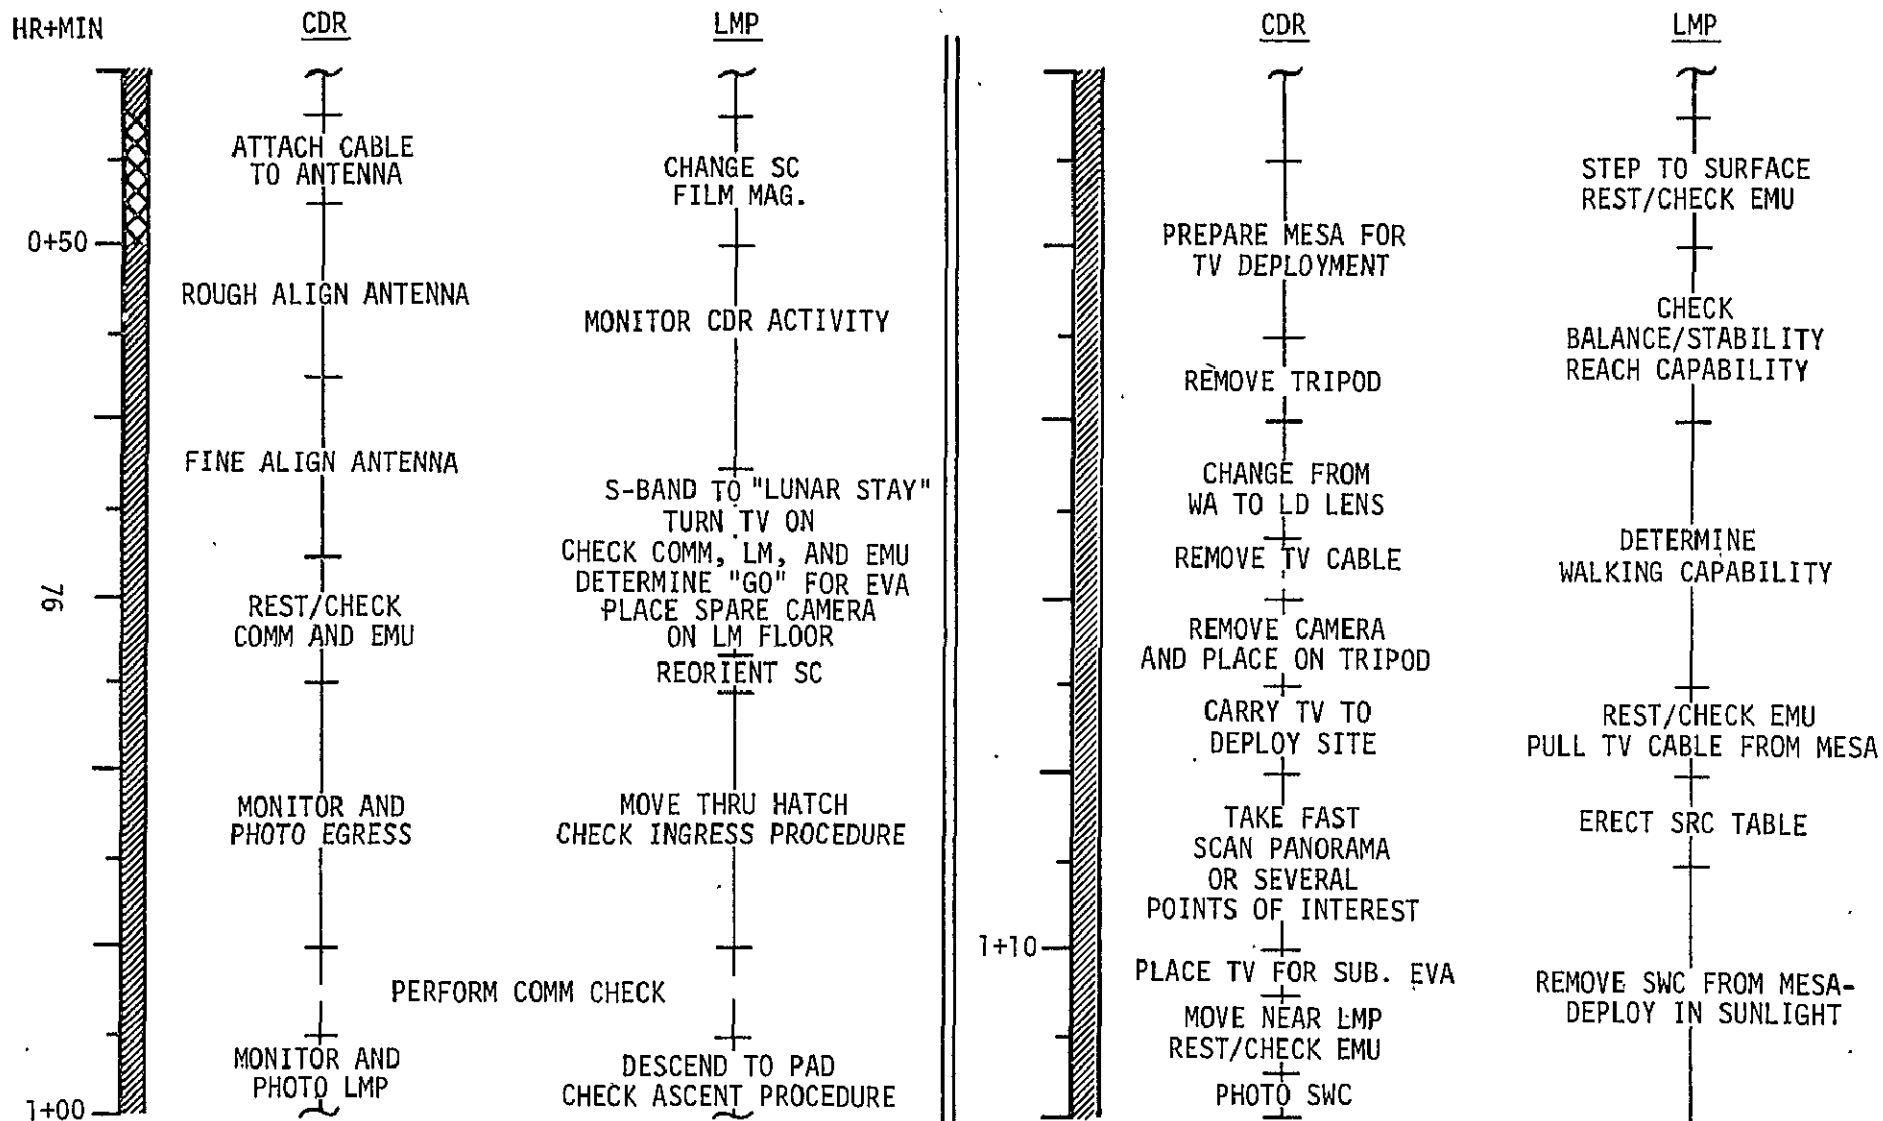 HR+MIN
CDR
LMP
ATTACH CABLE
TO ANTENNA
CHANGE SC
FILM MAG.
0+50
ROUGH ALIGN ANTENNA
MONITOR CDR ACTIVITY
FINE ALIGN ANTENNA
S-BAND TO "LUNAR STAY"
TURN TV ON
CHECK COMM, LM, AND EMU
DETERMINE "GO" FOR EVA
PLACE SPARE CAMERA
ON LM FLOOR
76
REST/CHECK
COMM AND EMU
REORIENT SC
MONITOR AND
PHOTO EGRESS
MOVE THRU HATCH
CHECK INGRESS PROCEDURE
PERFORM COMM CHECK
MONITOR AND
PHOTO LMP
DESCEND TO PAD
CHECK ASCENT PROCEDURE
1+00
CDR
LMP
STEP TO SURFACE
REST/CHECK EMU
PREPARE MESA FOR
TV DEPLOYMENT
CHECK
BALANCE/STABILITY
REACH CAPABILITY
REMOVE TRIPOD
CHANGE FROM
WA TO LD LENS
REMOVE TV CABLE
DETERMINE
WALKING CAPABILITY
REMOVE CAMERA
AND PLACE ON TRIPOD
CARRY TV TO
DEPLOY SITE
REST/CHECK EMU
PULL TV CABLE FROM MESA
TAKE FAST
SCAN PANORAMA
OR SEVERAL
POINTS OF INTEREST
ERECT SRC TABLE
1+10
PLACE TV FOR SUB. EVA
REMOVE SWC FROM MESA-
DEPLOY IN SUNLIGHT
MOVE NEAR LMP
REST/CHECK EMU
PHOTO SWC